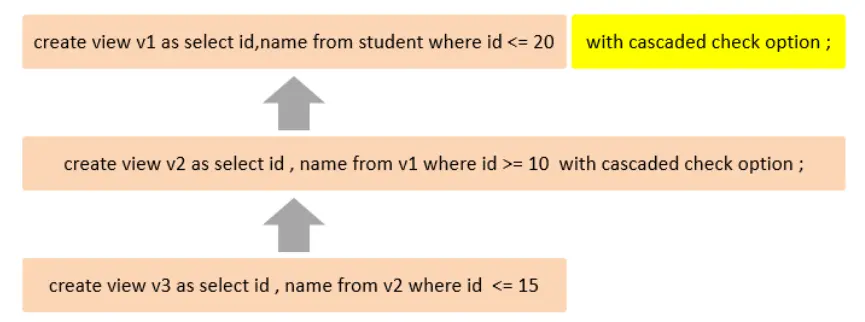 create view v1 as select id,name from student where id <= 20 with cascaded check option ;
create view v2 as select id , name from v1 where id >= 10 with cascaded check option ;
create view v3 as select id , name from v2 where id <= 15